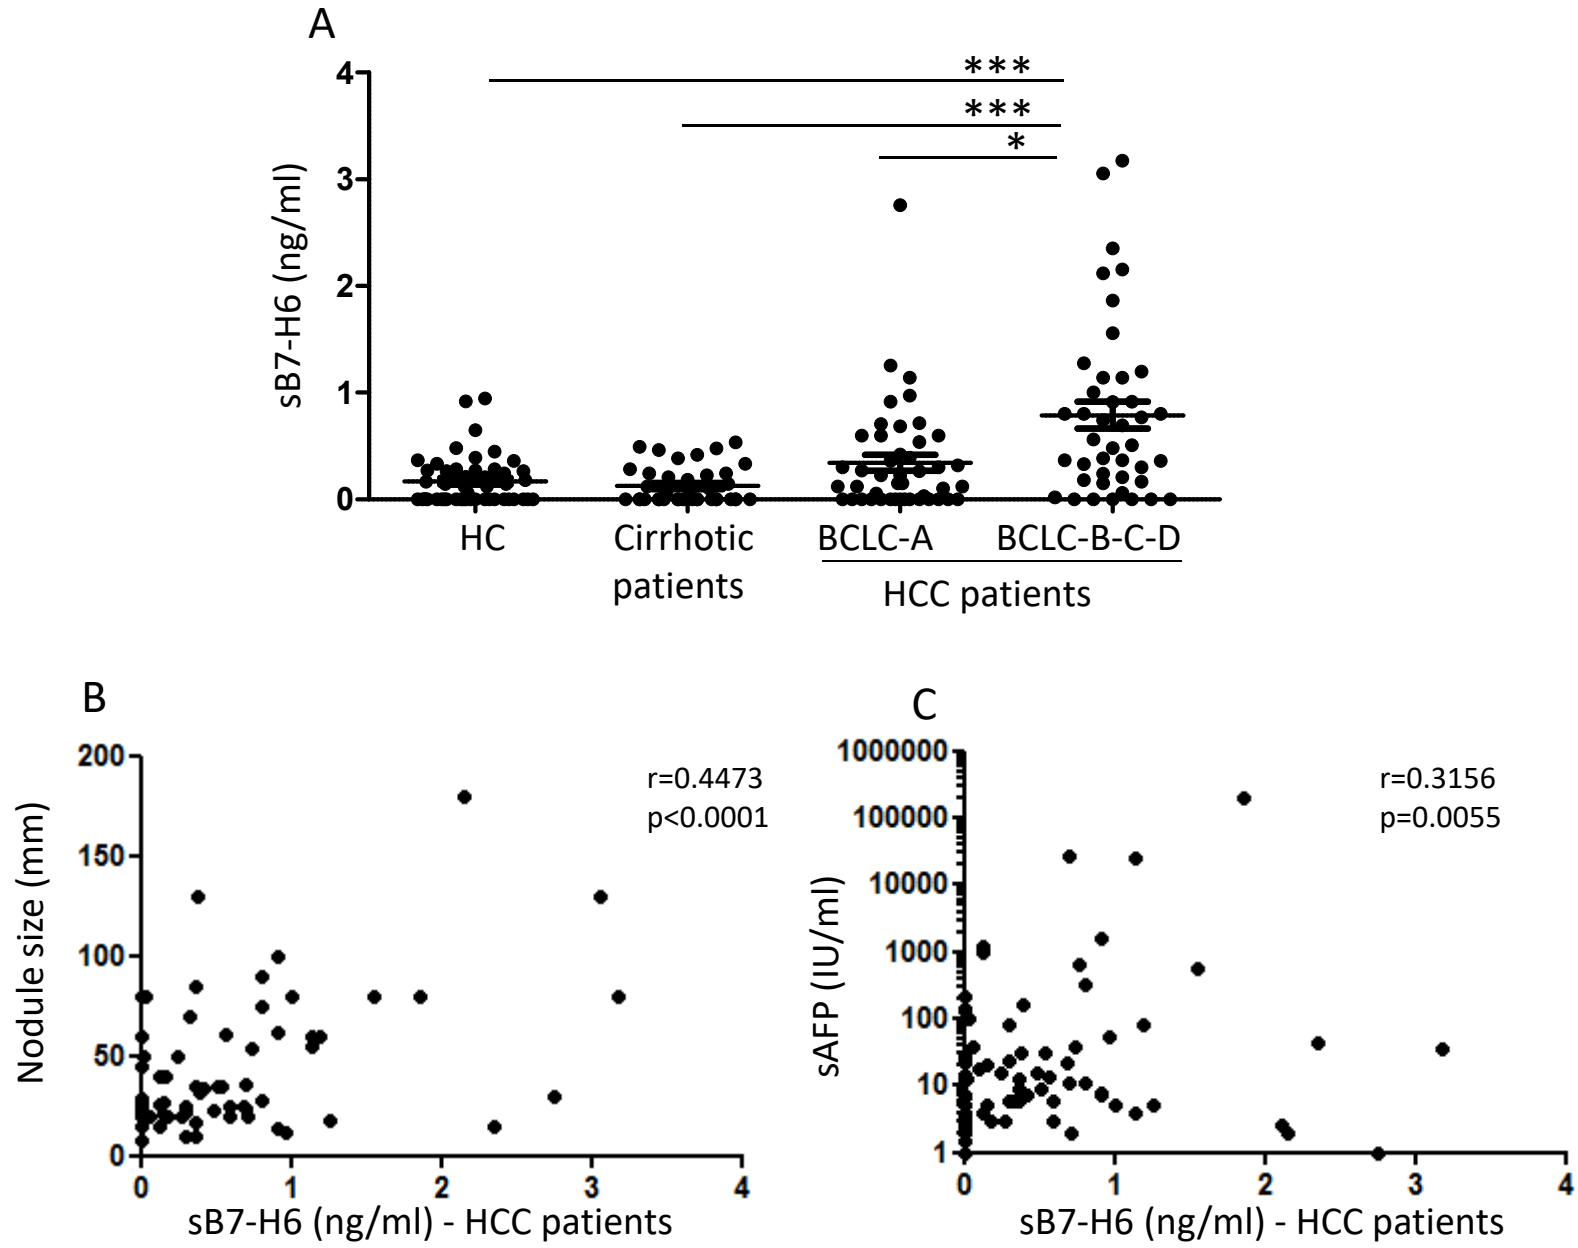 A
sB7-H6 (ng/ml)
4
3
2
1
0
***
***
*
HC
Cirrhotic
patients
BCLC-A
BCLC-B-C-D
HCC patients
B
Nodule size (mm)
200
150
100
50
0
r=0.4473
p<0.0001
0 1 2 3 4
sB7-H6 (ng/ml) - HCC patients
C
sAFP (IU/ml)
1000000
100000
10000
1000
100
10
1
r=0.3156
p=0.0055
0 1 2 3 4
sB7-H6 (ng/ml) - HCC patients